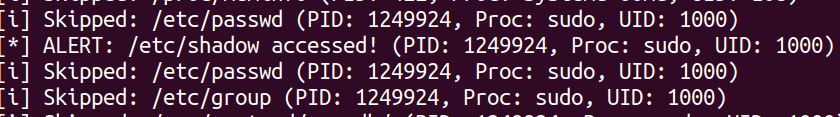 [i] Skipped: /etc/passwd (PID: 1249924, Proc: sudo, UID: 1000)
[*] ALERT: /etc/shadow accessed! (PID: 1249924, Proc: sudo, UID: 1000)
[i] Skipped: /etc/passwd (PID: 1249924, Proc: sudo, UID: 1000)
[i] Skipped: /etc/group (PID: 1249924, Proc: sudo, UID: 1000)